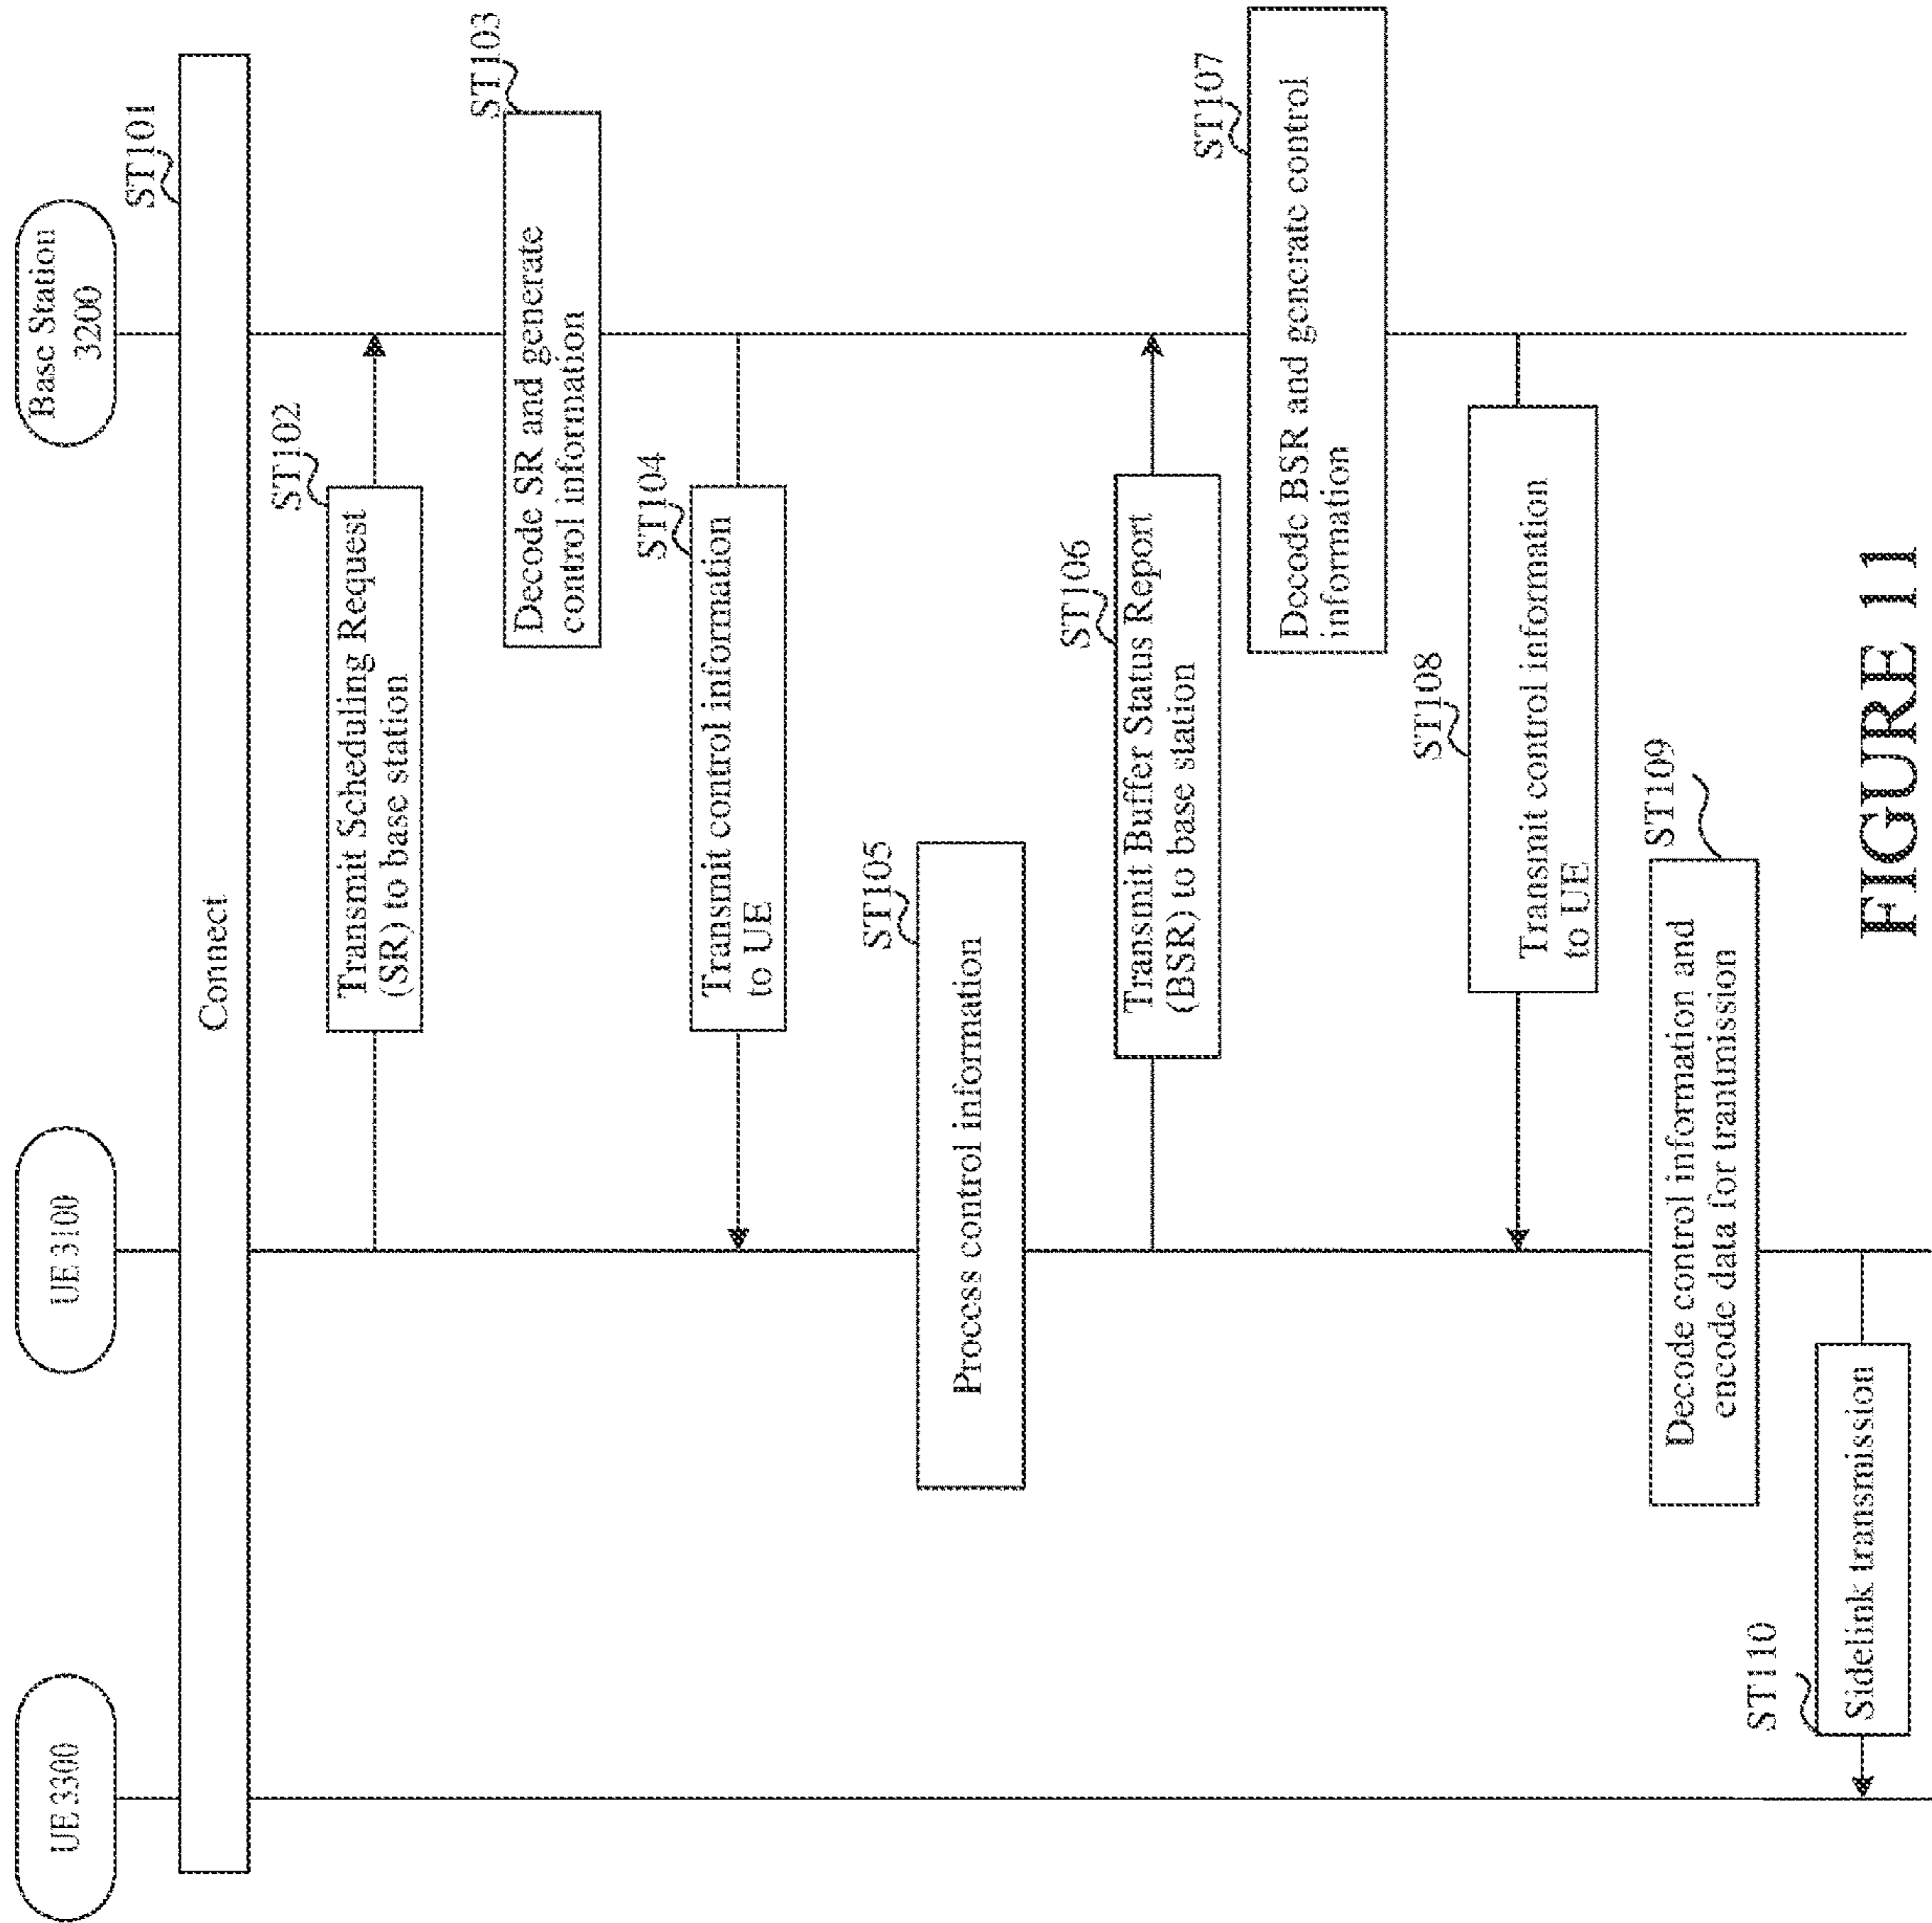 UE 3300
UE 3100
Base Station
3200
ST101
Connect
ST102
Transmit Scheduling Request
(SR) to base station
ST103
Decode SR and generate
control information
ST104
Transmit control information
to UE
ST105
Process control information
ST106
Transmit Buffer Status Report
(BSR) to base station
ST107
Decode BSR and generate control
information
ST108
Transmit control information
to UE
ST109
Decode control information and
encode data for trantmission
ST110
Sidelink transmission
FIGURE 11